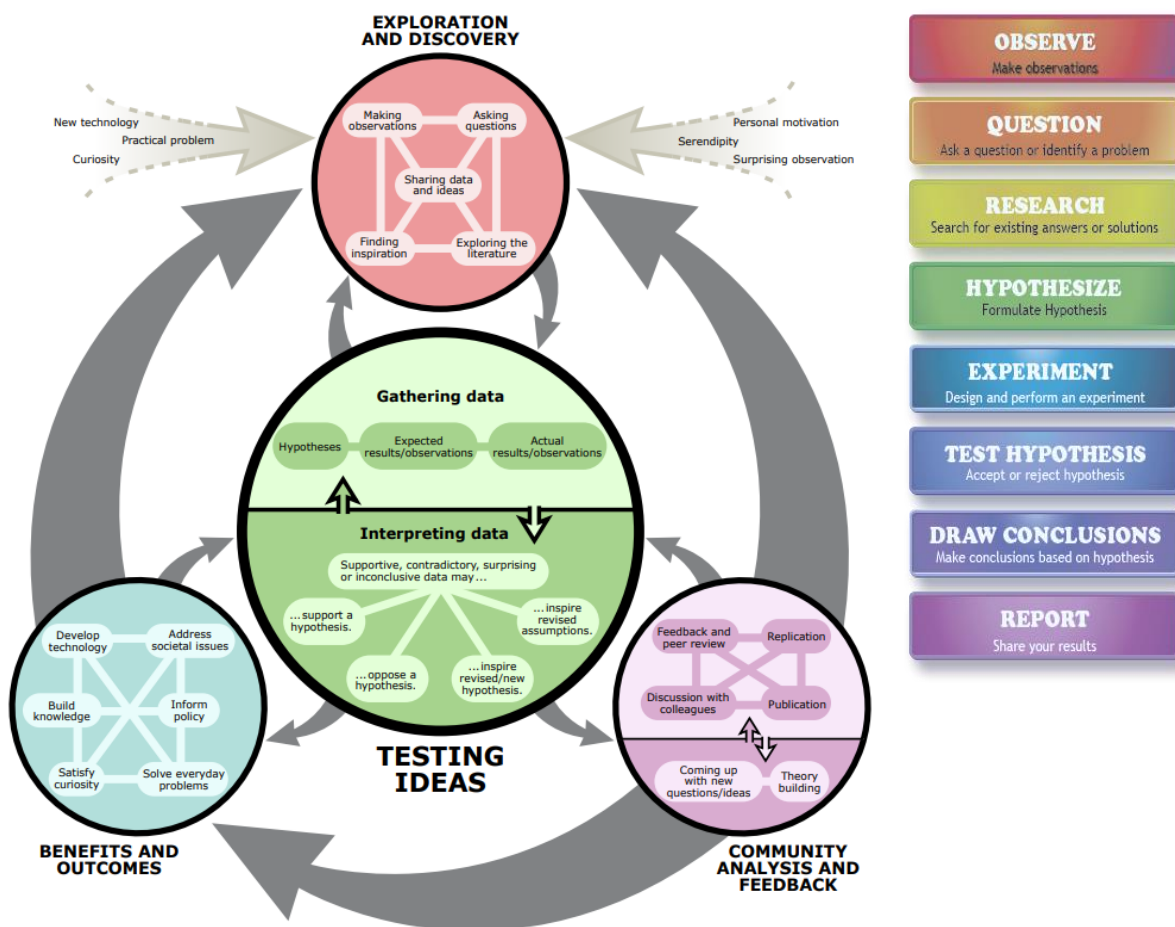 EXPLORATION
AND DISCOVERY
New technology
Practical problem
Curiosity
Personal motivation
Serendipity
Surprising observation
Making
observations
Asking
questions
Sharing data
and ideas
Finding
inspiration
Exploring the
literature
Gathering data
Hypotheses
Expected
results/observations
Actual
results/observations
Interpreting data
Supportive, contradictory, surprising
or inconclusive data may ...
...support a
hypothesis.
...oppose a
hypothesis.
...inspire
revised/new
hypothesis.
...inspire
revised
assumptions.
TESTING
IDEAS
Develop
technology
Address
societal issues
Build
knowledge
Inform
policy
Satisfy
curiosity
Solve everyday
problems
BENEFITS AND
OUTCOMES
Feedback and
peer review
Replication
Discussion with
colleagues
Publication
Coming up
with new
questions/ideas
Theory
building
COMMUNITY
ANALYSIS AND
FEEDBACK
OBSERVE
Make observations
QUESTION
Ask a question or identify a problem
RESEARCH
Search for existing answers or solutions
HYPOTHESIZE
Formulate Hypothesis
EXPERIMENT
Design and perform an experiment
TEST HYPOTHESIS
Accept or reject hypothesis
DRAW CONCLUSIONS
Make conclusions based on hypothesis
REPORT
Share your results